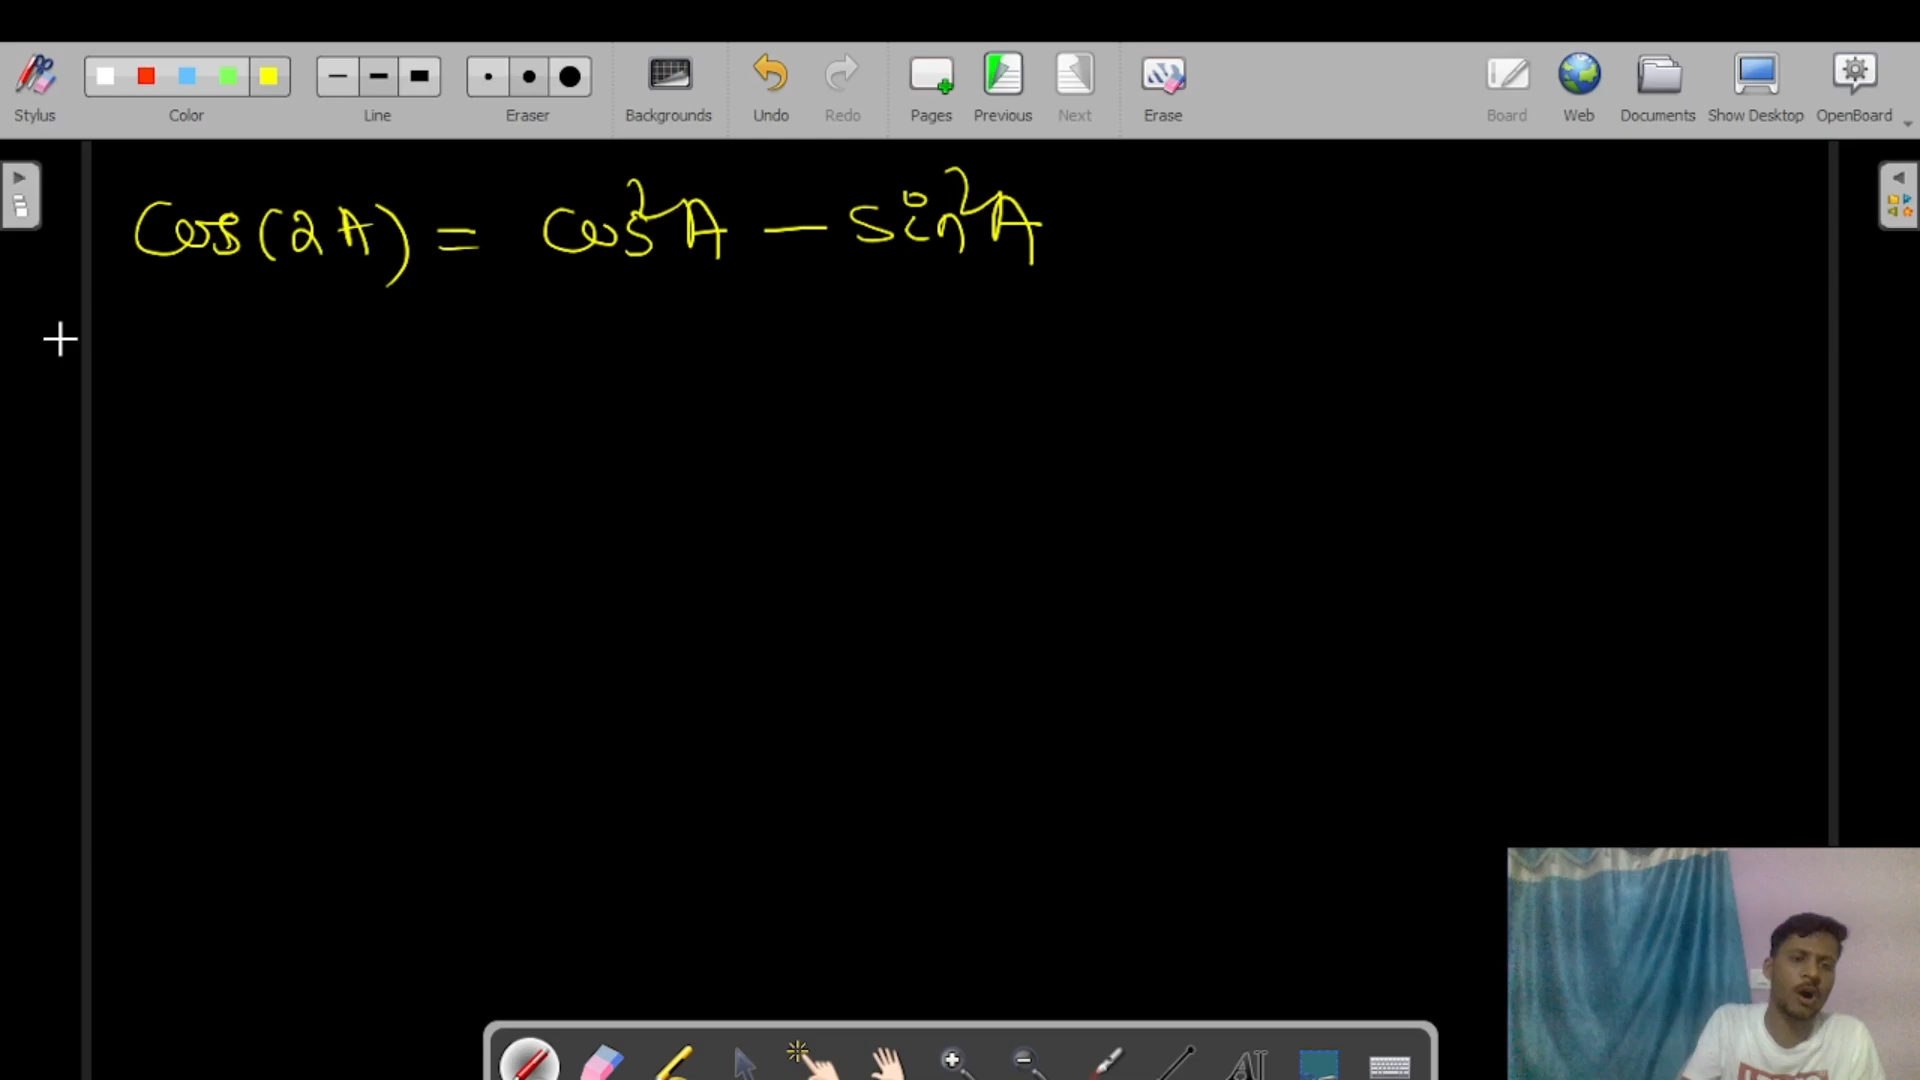 Stylus Color Line Eraser Backgrounds Undo Redo Pages Previous Next Erase Board Web Documents Show Desktop OpenBoard
Cos(2A) = Cos²A — Sin²A